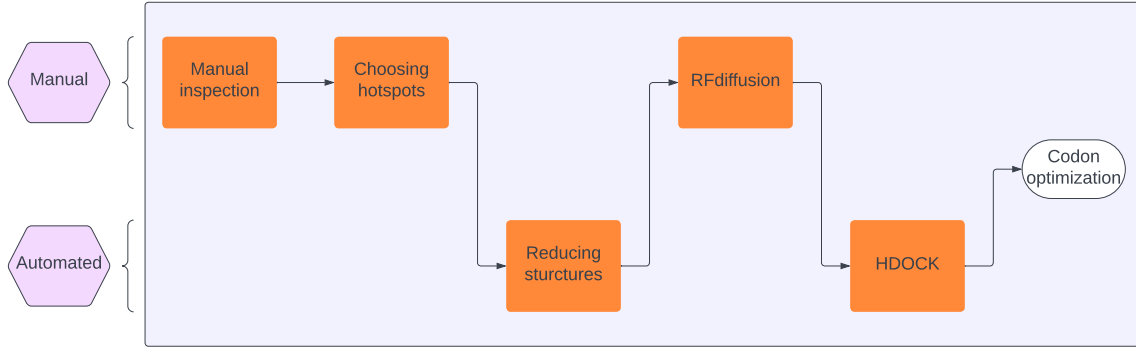 Manual
Manual
inspection
Choosing
hotspots
RFdiffusion
Codon
optimization
Automated
Reducing
sturctures
HDOCK